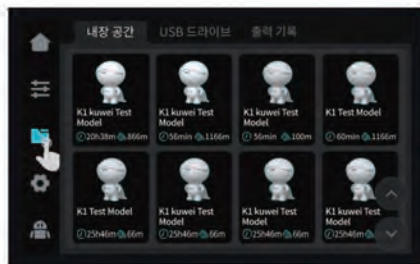 내장 공간 USB 드라이브 출력 기록
K1 kuwei Test Model
20h38m 866m
K1 kuwei Test Model
56min 1166m
K1 kuwei Test Model
56min 100m
K1 Test Model
60min 1166m
K1 Test Model
25h46m 66m
K1 kuwei Test Model
25h46m 66m
K1 kuwei Test Model
25h46m 66m
K1 kuwei Test Model
25h46m 66m